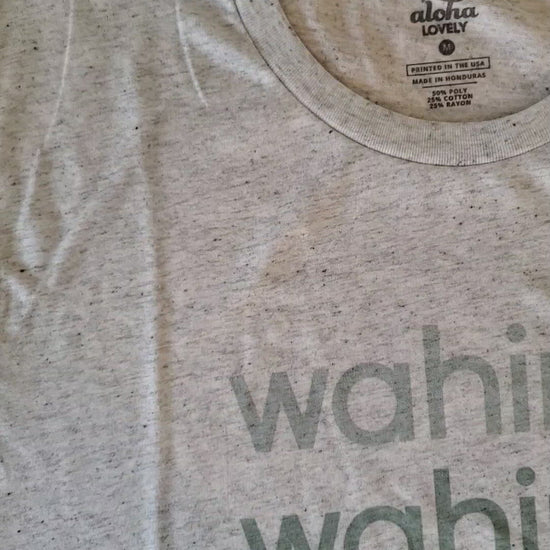 aloha
LOVELY
M
PRINTED IN THE USA
MADE IN HONDURAS
50% POLY
25% COTTON
25% RAYON
wahi
wahi